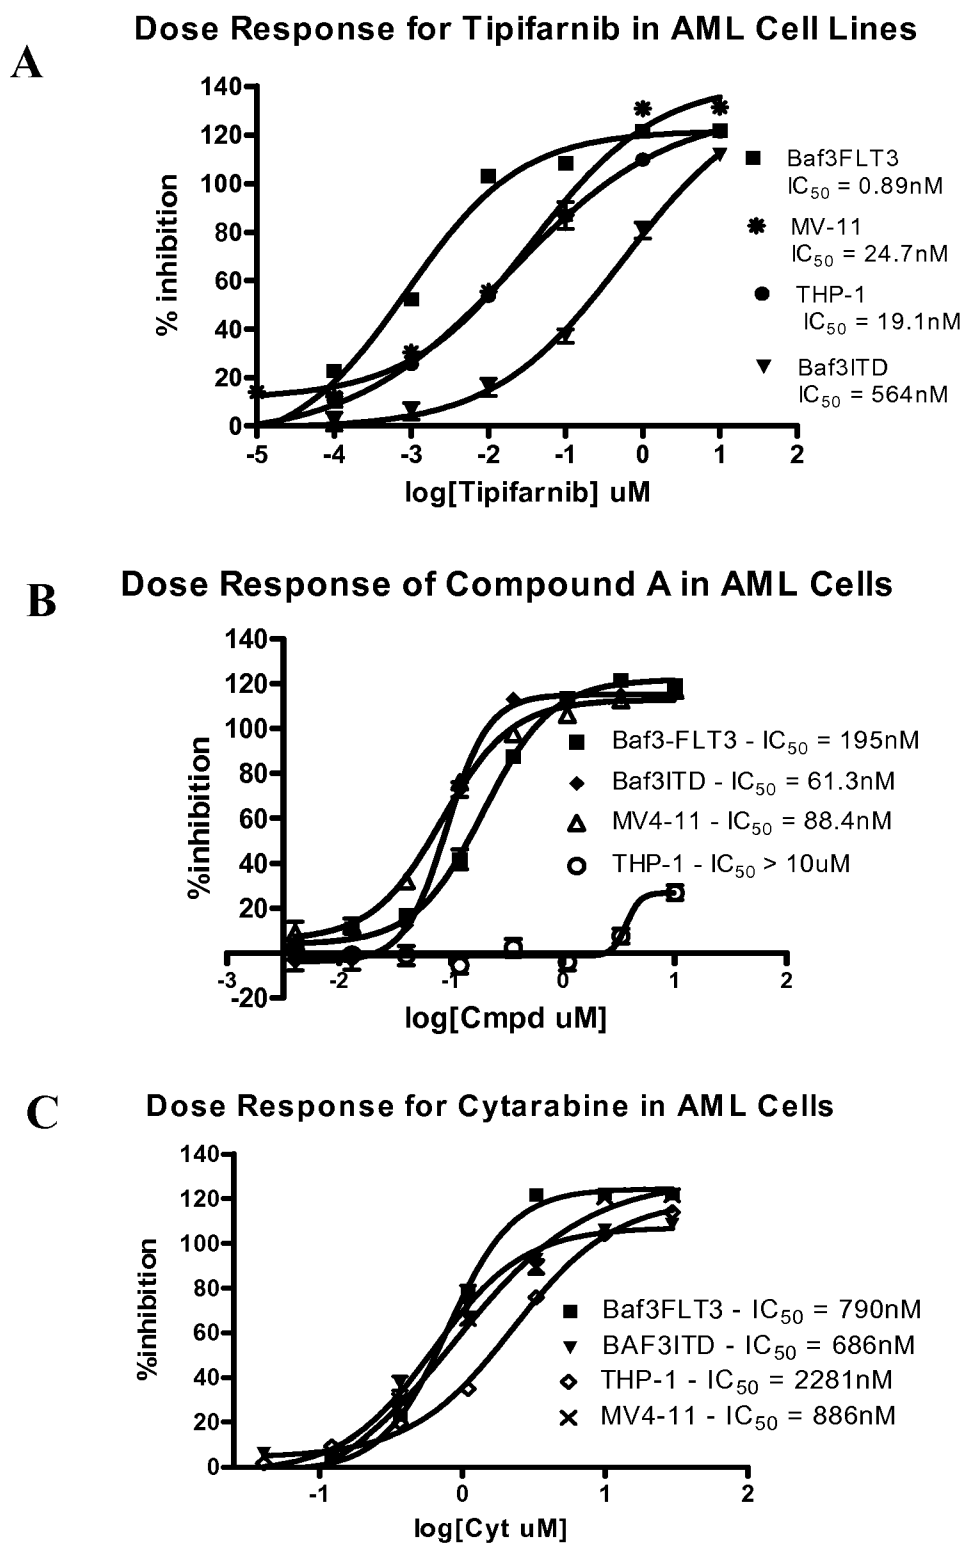 A
Dose Response for Tipifarnib in AML Cell Lines
140
120
100
80
60
40
20
0
% inhibition
-5 -4 -3 -2 -1 0 1 2
log[Tipifarnib] uM
Baf3FLT3
IC50 = 0.89nM
MV-11
IC50 = 24.7nM
THP-1
IC50 = 19.1nM
Baf3ITD
IC50 = 564nM
B
Dose Response of Compound A in AML Cells
140
120
100
80
60
40
20
-20
%inhibition
-3 -2 -1 0 1 2
log[Cmpd uM]
Baf3-FLT3 - IC50 = 195nM
Baf3ITD - IC50 = 61.3nM
MV4-11 - IC50 = 88.4nM
THP-1 - IC50 > 10uM
C
Dose Response for Cytarabine in AML Cells
140
120
100
80
60
40
20
0
%inhibition
-1 0 1 2
log[Cyt uM]
Baf3FLT3 - IC50 = 790nM
BAF3ITD - IC50 = 686nM
THP-1 - IC50 = 2281nM
MV4-11 - IC50 = 886nM